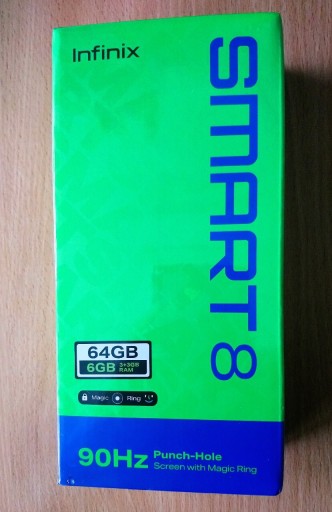 Infinix
SMART 8
64GB
6GB 3+3GB
RAM
Magic Ring
90Hz Punch-Hole
Screen with Magic Ring